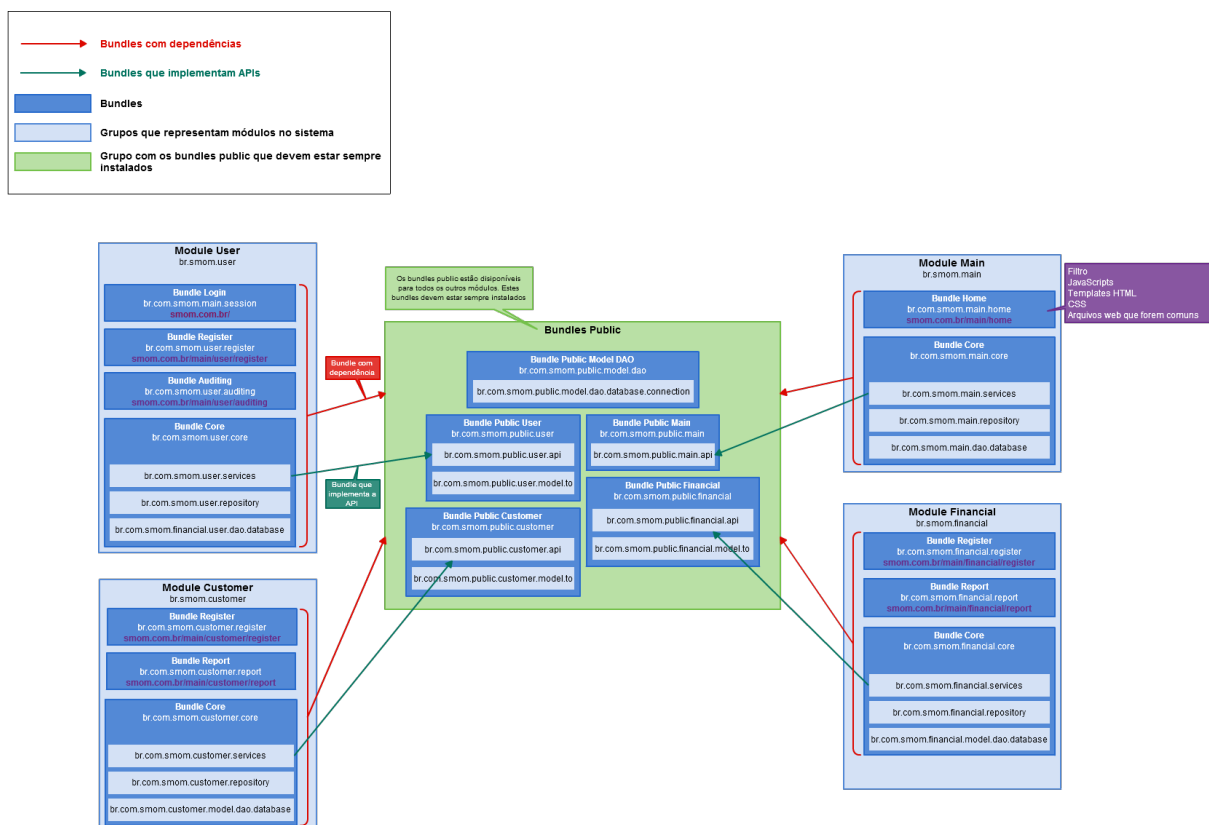 Bundles com dependências
Bundles que implementam APIs
Bundles
Grupos que representam módulos no sistema
Grupo com os bundles public que devem estar sempre
instalados
Module User
br.smom.user
Bundle Login
br.com.smom.main.session
smom.com.br/
Bundle Register
br.com.smom.user.register
smom.com.br/main/user/register
Bundle Auditing
br.com.smom.user.auditing
smom.com.br/main/user/auditing
Bundle Core
br.com.smom.user.core
br.com.smom.user.services
br.com.smom.user.repository
br.com.smom.financial.user.dao.database
Bundle com
dependência
Bundle que
implementa a
API
Module Customer
br.smom.customer
Bundle Register
br.com.smom.customer.register
smom.com.br/main/customer/register
Bundle Report
br.com.smom.customer.report
smom.com.br/main/customer/report
Bundle Core
br.com.smom.customer.core
br.com.smom.customer.services
br.com.smom.customer.repository
br.com.smom.customer.model.dao.database
Os bundles public estão disiponíveis
para todos os outros módulos. Estes
bundles devem estar sempre instalados
Bundles Public
Bundle Public Model DAO
br.com.smom.public.model.dao
br.com.smom.public.model.dao.database.connection
Bundle Public User
br.com.smom.public.user
br.com.smom.public.user.api
br.com.smom.public.user.model.to
Bundle Public Main
br.com.smom.public.main
br.com.smom.public.main.api
Bundle Public Financial
br.com.smom.public.financial
br.com.smom.public.financial.api
br.com.smom.public.financial.model.to
Bundle Public Customer
br.com.smom.public.customer
br.com.smom.public.customer.api
br.com.smom.public.customer.model.to
Module Main
br.smom.main
Bundle Home
br.com.smom.main.home
smom.com.br/main/home
Bundle Core
br.com.smom.main.core
br.com.smom.main.services
br.com.smom.main.repository
br.com.smom.main.dao.database
Filtro
JavaScripts
Templates HTML
CSS
Arquivos web que forem comuns
Module Financial
br.smom.financial
Bundle Register
br.com.smom.financial.register
smom.com.br/main/financial/register
Bundle Report
br.com.smom.financial.report
smom.com.br/main/financial/report
Bundle Core
br.com.smom.financial.core
br.com.smom.financial.services
br.com.smom.financial.repository
br.com.smom.financial.model.dao.database